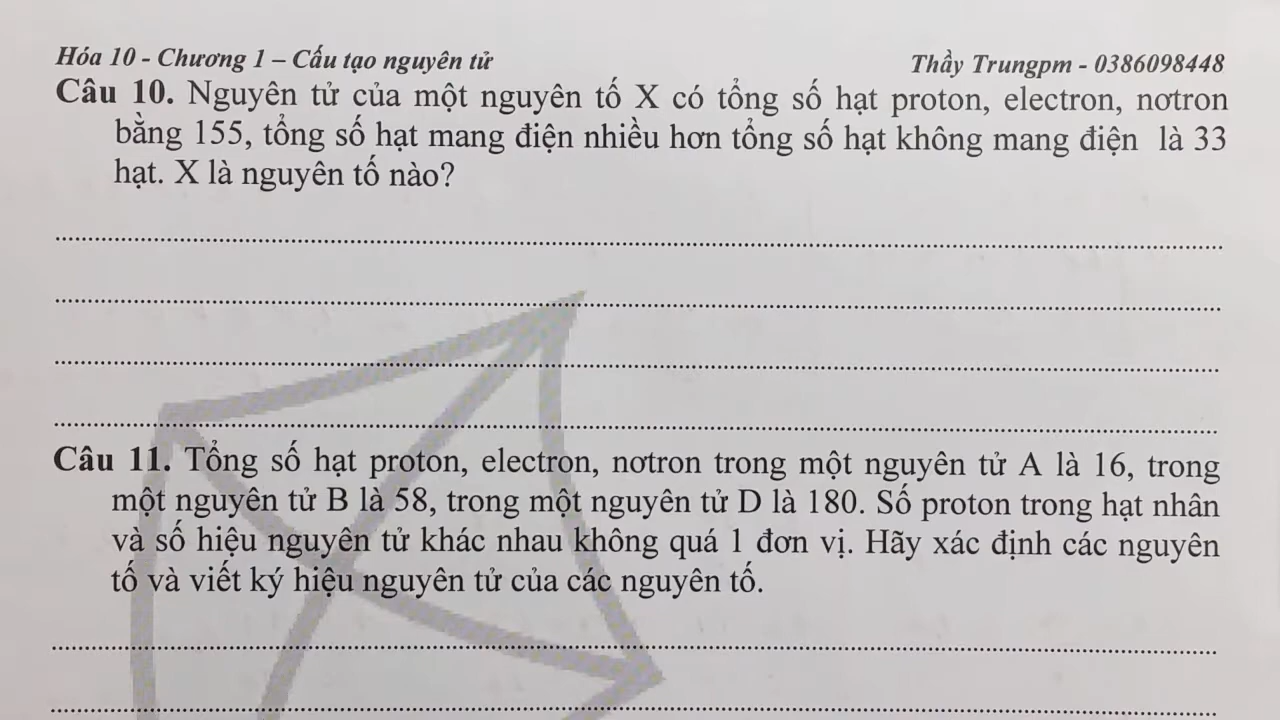 Hóa 10 - Chương 1 – Cấu tạo nguyên tử
Thầy Trungpm - 0386098448
Câu 10. Nguyên tử của một nguyên tố X có tổng số hạt proton, electron, nơtron
bằng 155, tổng số hạt mang điện nhiều hơn tổng số hạt không mang điện là 33
hạt. X là nguyên tố nào?
Câu 11. Tổng số hạt proton, electron, nơtron trong một nguyên tử A là 16, trong
một nguyên tử B là 58, trong một nguyên tử D là 180. Số proton trong hạt nhân
và số hiệu nguyên tử khác nhau không quá 1 đơn vị. Hãy xác định các nguyên
tố và viết ký hiệu nguyên tử của các nguyên tố.